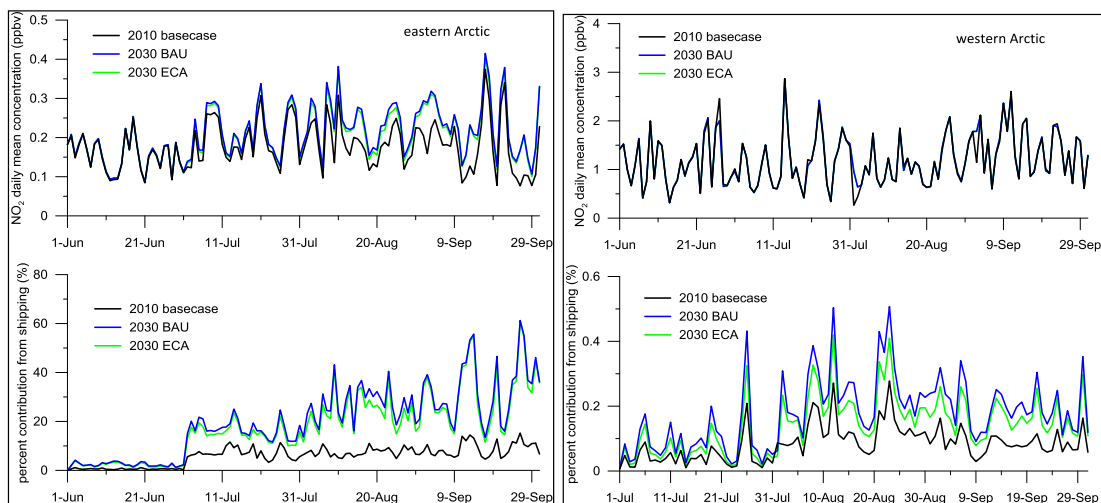 NO2 daily mean concentration (ppbv)
0.5
0.4
0.3
0.2
0.1
0
eastern Arctic
2010 basecase
2030 BAU
2030 ECA
1-Jun 21-Jun 11-Jul 31-Jul 20-Aug 9-Sep 29-Sep
percent contribution from shipping (%)
80
60
40
20
0
2010 basecase
2030 BAU
2030 ECA
1-Jun 21-Jun 11-Jul 31-Jul 20-Aug 9-Sep 29-Sep
NO2 daily mean concentration (ppbv)
4
3
2
1
0
western Arctic
2010 basecase
2030 BAU
2030 ECA
1-Jun 21-Jun 11-Jul 31-Jul 20-Aug 9-Sep 29-Sep
percent contribution from shipping (%)
0.6
0.4
0.2
0
2010 basecase
2030 BAU
2030 ECA
1-Jul 11-Jul 21-Jul 31-Jul 10-Aug 20-Aug 30-Aug 9-Sep 19-Sep 29-Sep